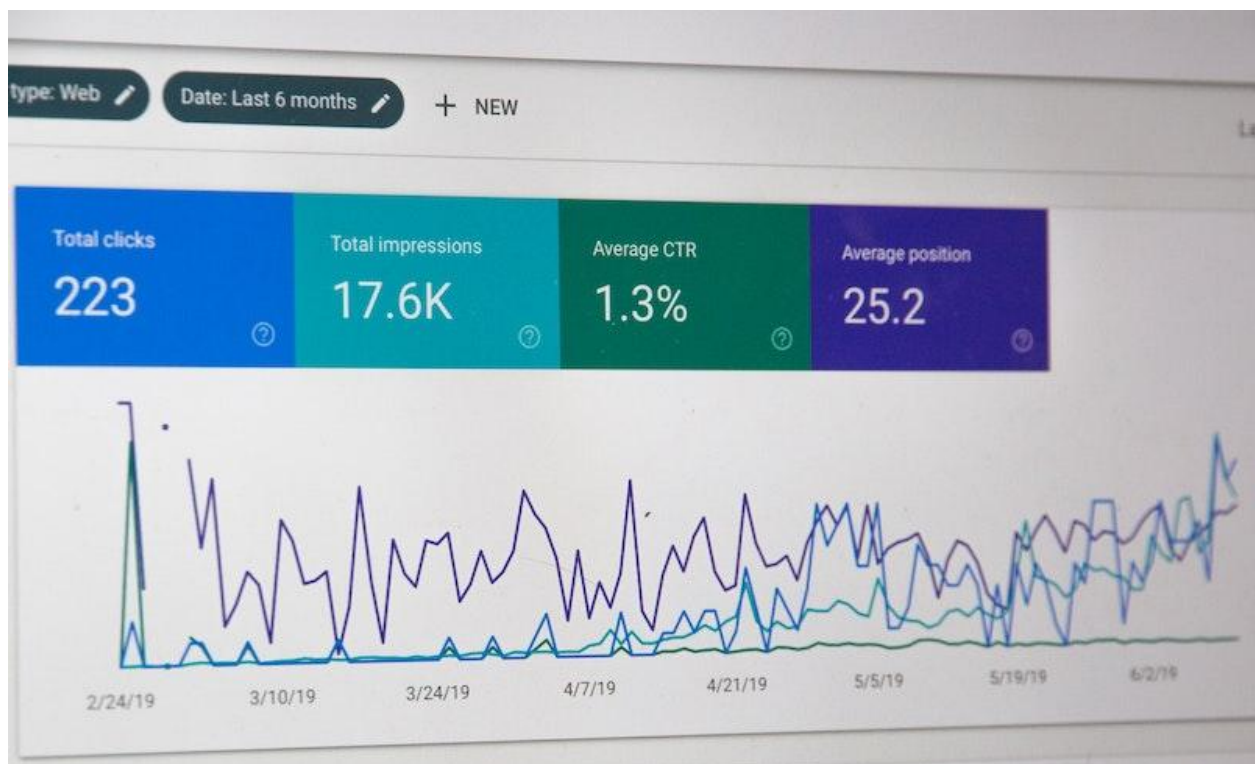 type: Web
Date: Last 6 months
+ NEW
Total clicks
223
Total impressions
17.6K
Average CTR
1.3%
Average position
25.2
2/24/19 3/10/19 3/24/19 4/7/19 4/21/19 5/5/19 5/19/19 6/2/19